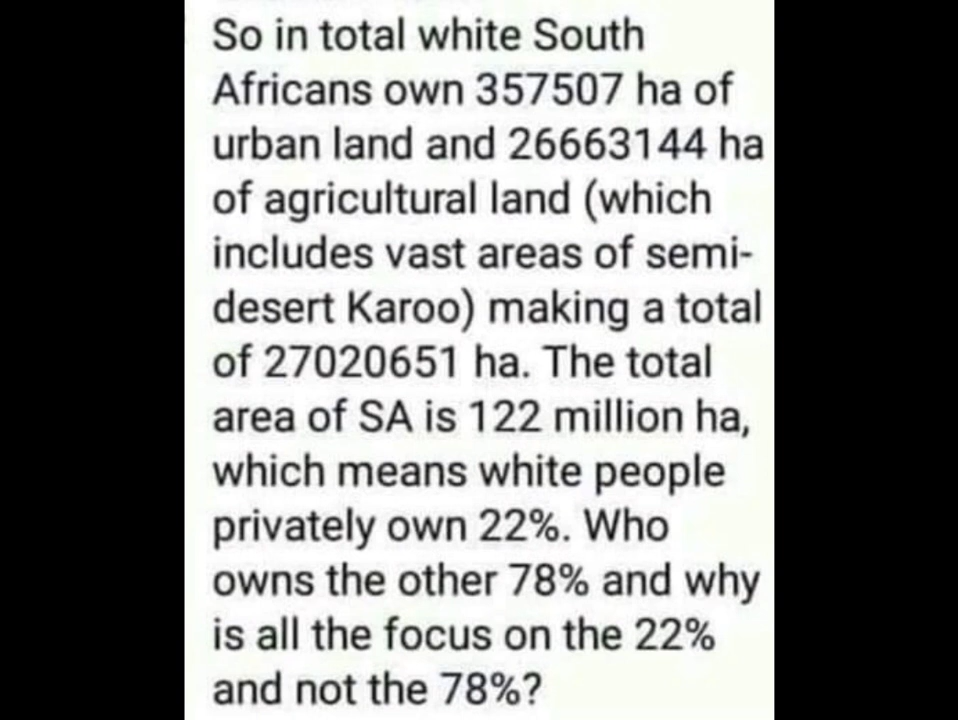 So in total white South
Africans own 357507 ha of
urban land and 26663144 ha
of agricultural land (which
includes vast areas of semi-
desert Karoo) making a total
of 27020651 ha. The total
area of SA is 122 million ha,
which means white people
privately own 22%. Who
owns the other 78% and why
is all the focus on the 22%
and not the 78%?